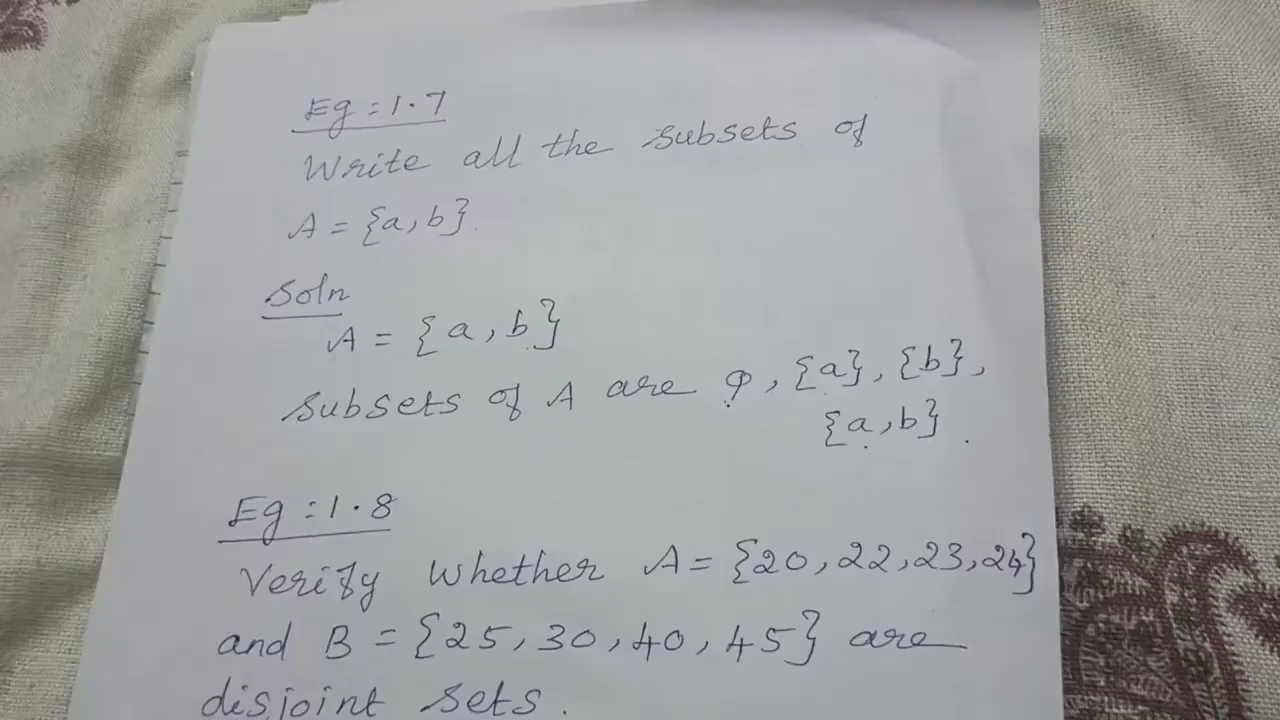 Eg : 1.7
Write all the subsets of
A = {a, b}.
Soln
A = {a, b}
Subsets of A are φ, {a}, {b},
{a, b}.
Eg : 1.8
Verify whether A = {20, 22, 23, 24}
and B = {25, 30, 40, 45} are
disjoint sets.